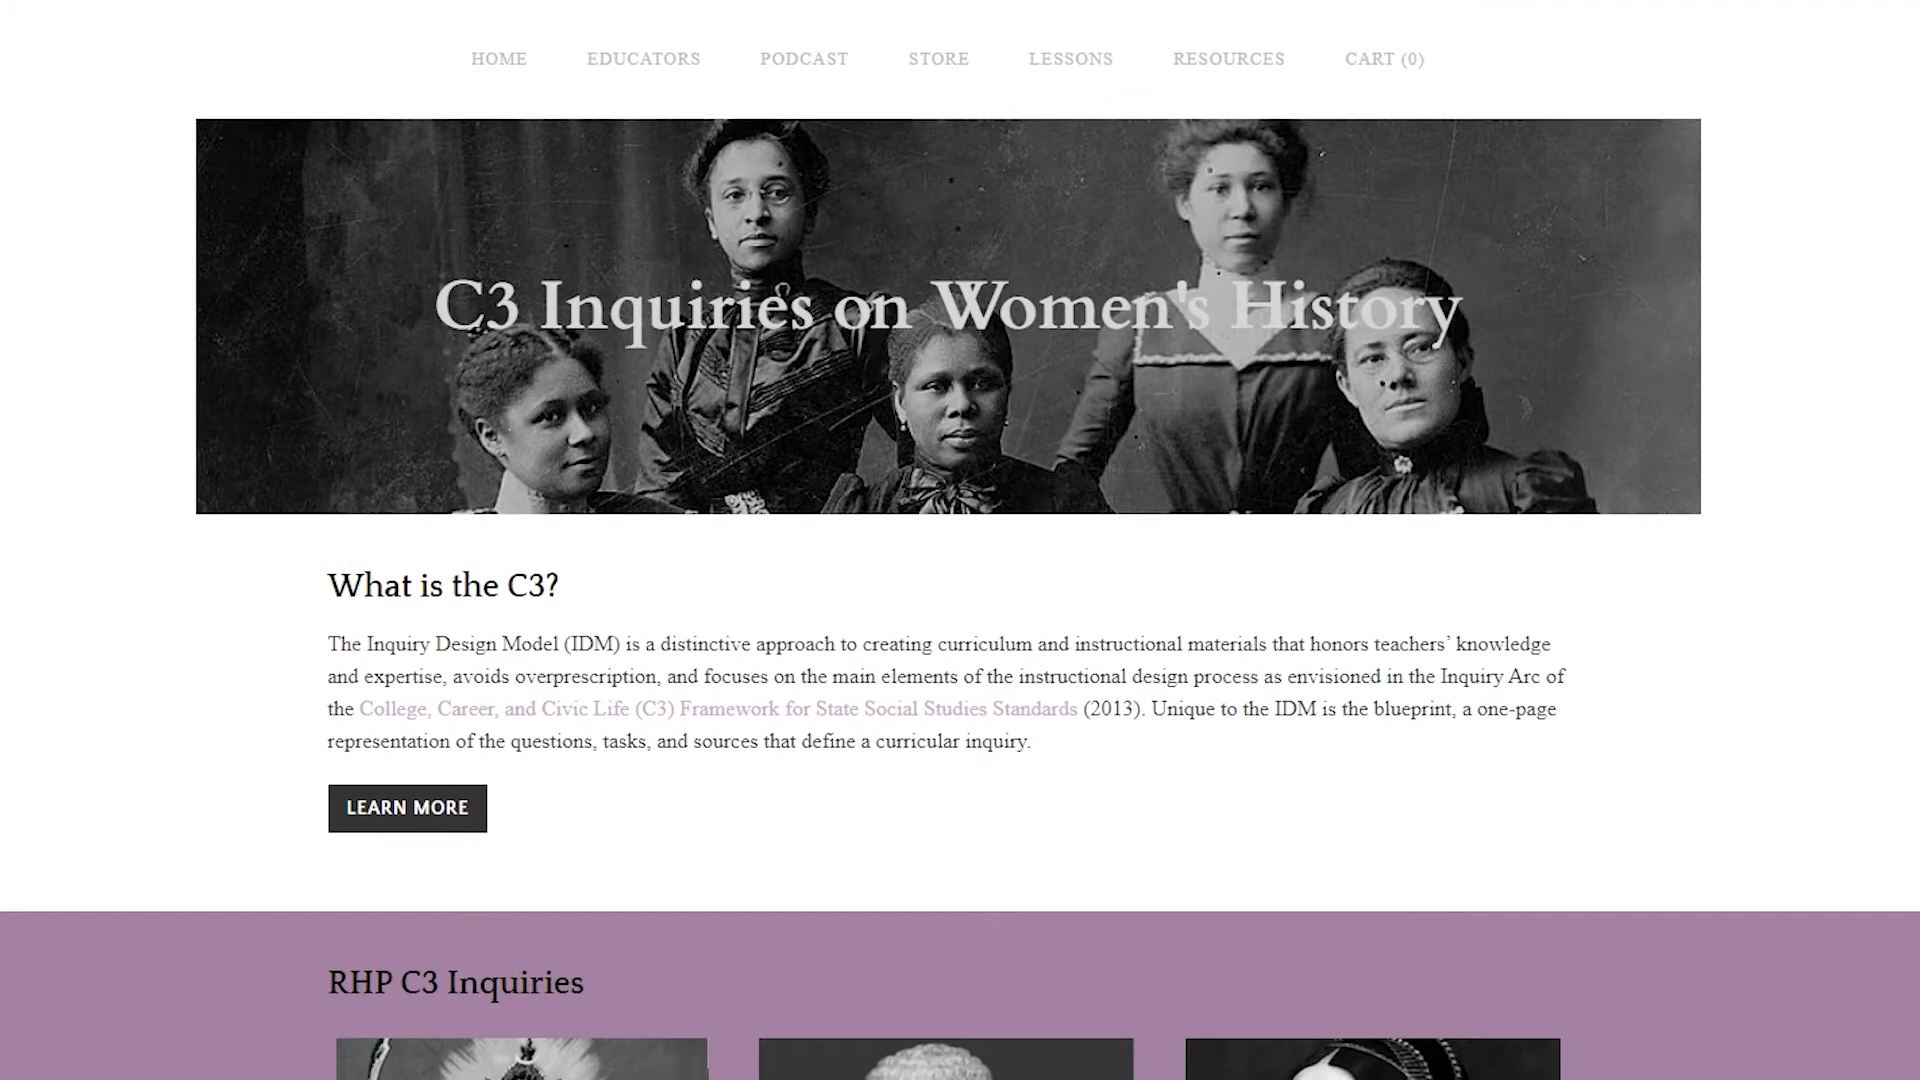 HOME EDUCATORS PODCAST STORE LESSONS RESOURCES CART (0)
C3 Inquiries on Women's History
What is the C3?
The Inquiry Design Model (IDM) is a distinctive approach to creating curriculum and instructional materials that honors teachers’ knowledge
and expertise, avoids overprescription, and focuses on the main elements of the instructional design process as envisioned in the Inquiry Arc of
the College, Career, and Civic Life (C3) Framework for State Social Studies Standards (2013). Unique to the IDM is the blueprint, a one-page
representation of the questions, tasks, and sources that define a curricular inquiry.
LEARN MORE
RHP C3 Inquiries